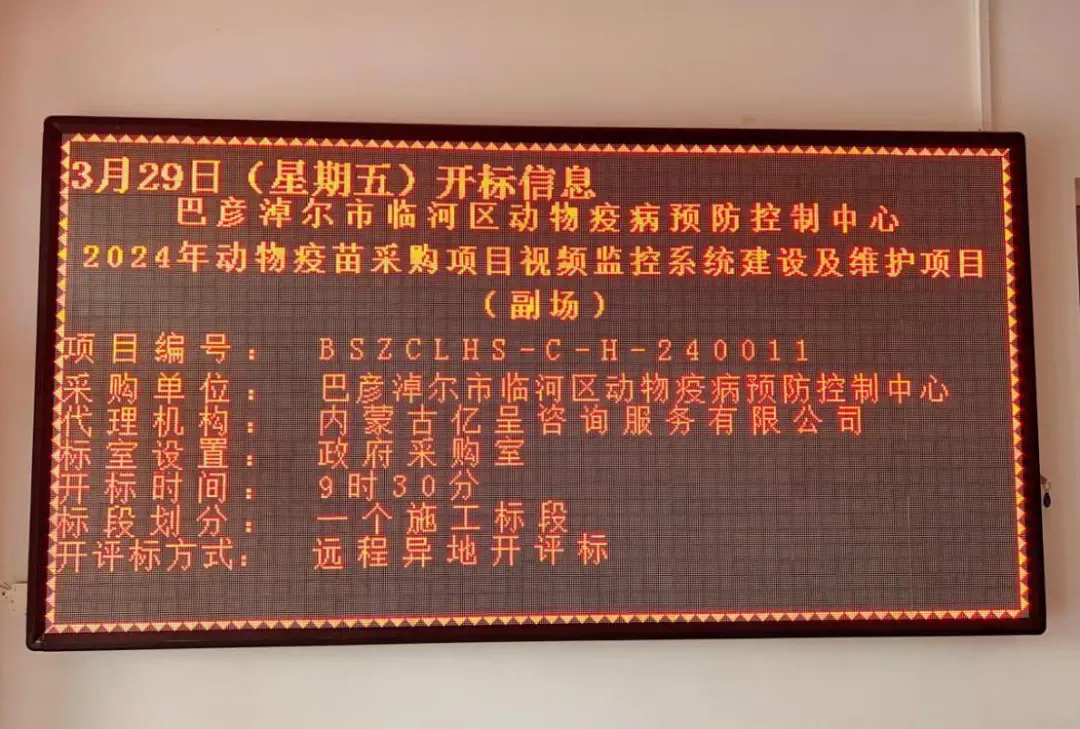 3月29日（星期五）开标信息
巴彦淖尔市临河区动物疫病预防控制中心
2024年动物疫苗采购项目视频监控系统建设及维护项目
（副场）
项目编号： BSZCLHS-C-H-240011
采购单位： 巴彦淖尔市临河区动物疫病预防控制中心
代理机构： 内蒙古亿呈咨询服务有限公司
标室设置： 政府采购室
开标时间： 9时30分
标段划分： 一个施工标段
开评标方式： 远程异地开评标